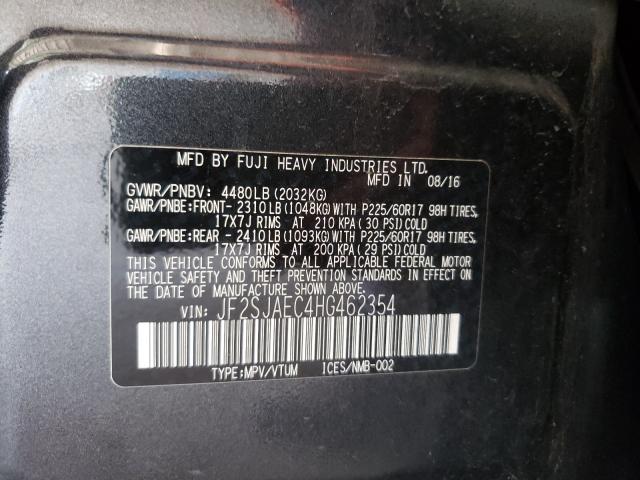 MFD BY FUJI HEAVY INDUSTRIES LTD.
MFD IN 08/16
GVWR/PNBV: 4480LB(2032KG)
GAWR/PNBE:FRONT-2310LB(1048KG)WITH P225/60R17 98H TIRES,
17X7J RIMS AT 210 KPA(30 PSI)COLD
GAWR/PNBE:REAR -2410LB(1093KG)WITH P225/60R17 98H TIRES,
17X7J RIMS AT 200 KPA(29 PSI)COLD
THIS VEHICLE CONFORMS TO ALL APPLICABLE FEDERAL MOTOR
VEHICLE SAFETY AND THEFT PREVENTION STANDARDS IN EFFECT
ON THE DATE OF MANUFACTURE SHOWN ABOVE.
VIN: JF2SJAEC4HG462354
TYPE:MPV/VTUM ICES/NMB-002